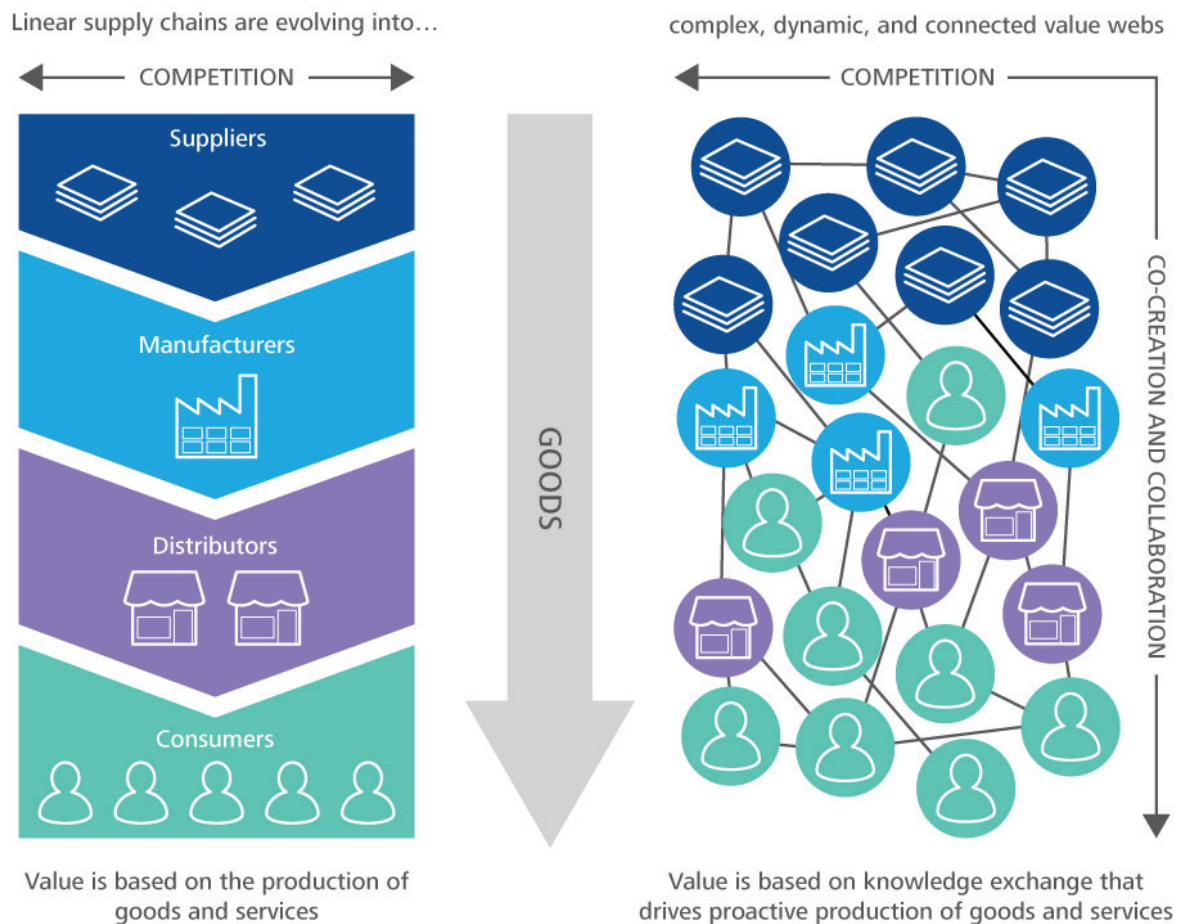 Linear supply chains are evolving into…
complex, dynamic, and connected value webs
COMPETITION
Suppliers
Manufacturers
Distributors
Consumers
GOODS
COMPETITION
CO-CREATION AND COLLABORATION
Value is based on the production of
goods and services
Value is based on knowledge exchange that
drives proactive production of goods and services